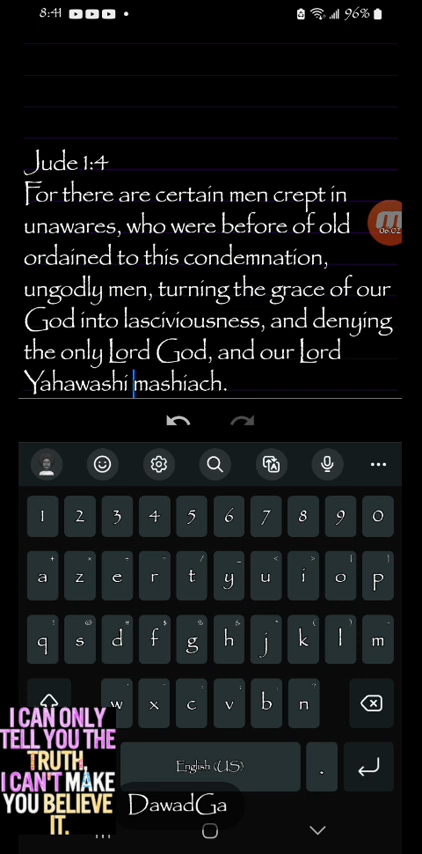 8:41 96%
Jude 1:4
For there are certain men crept in
unawares, who were before of old
06:02
ordained to this condemnation,
ungodly men, turning the grace of our
God into lasciviousness, and denying
the only Lord God, and our Lord
Yahawashi mashiach.
1 2 3 4 5 6 7 8 9 0
a z e r t y u i o p
q s d f g h j k l m
w x c v b n
English (US) .
I CAN ONLY
TELL YOU THE
TRUTH,
I CAN'T MAKE
YOU BELIEVE
IT.
DawadGa